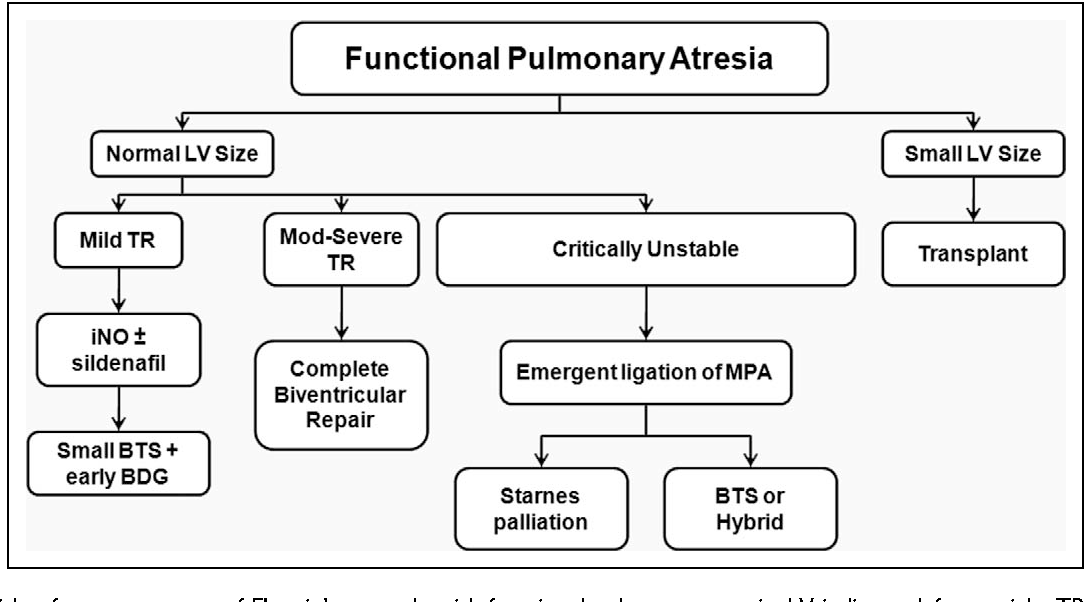 Functional Pulmonary Atresia
Normal LV Size
Small LV Size
Mild TR
Mod-Severe
TR
Critically Unstable
Transplant
iNO ±
sildenafil
Complete
Biventricular
Repair
Emergent ligation of MPA
Small BTS +
early BDG
Starnes
palliation
BTS or
Hybrid